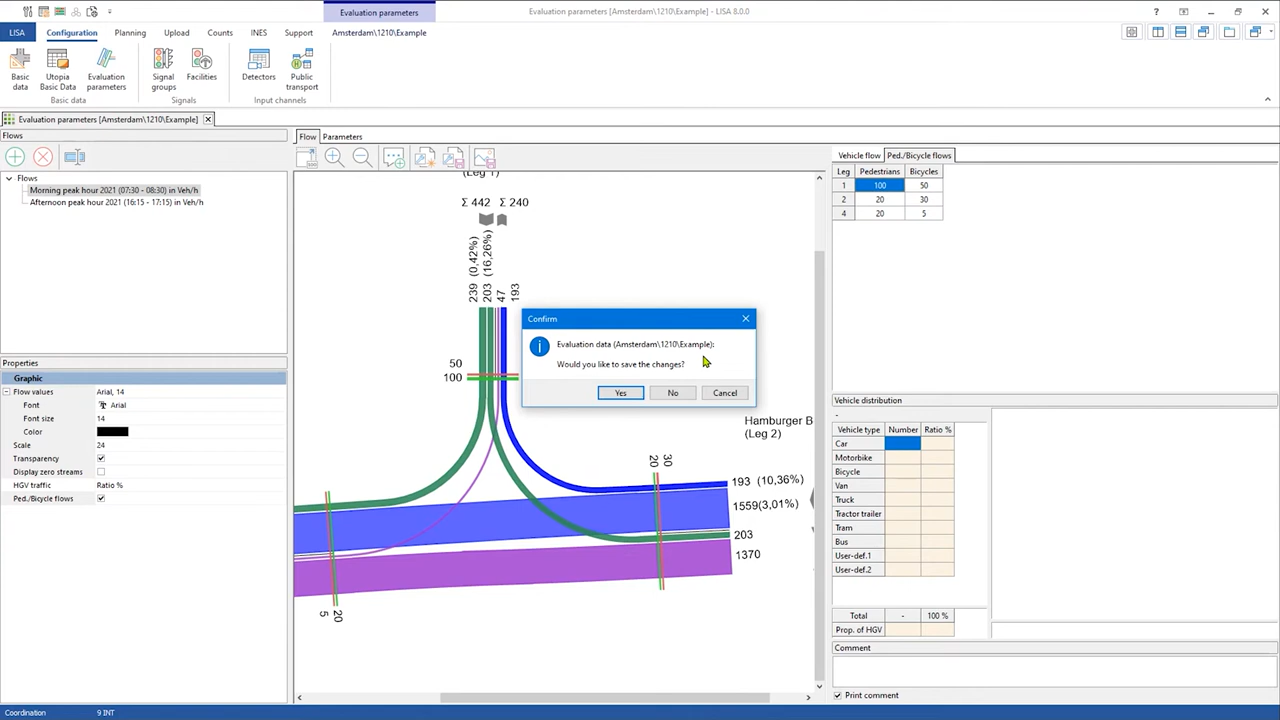 Evaluation parameters
Evaluation parameters [Amsterdam\1210\Example] - LISA 8.0.0
?
LISA
Configuration
Planning
Upload
Counts
INES
Support
Amsterdam\1210\Example
Basic data
Utopia Basic Data
Evaluation parameters
Signal groups
Facilities
Detectors
Public transport
Basic data
Signals
Input channels
Evaluation parameters [Amsterdam\1210\Example]
Flows
Flows
Morning peak hour 2021 (07:30 - 08:30) in Veh/h
Afternoon peak hour 2021 (16:15 - 17:15) in Veh/h
Properties
Graphic
Flow values Arial, 14
Font Arial
Font size 14
Color
Scale 24
Transparency
Display zero streams
HGV traffic Ratio %
Ped./Bicycle flows
Flow Parameters
(Leg 1)
Σ 442 Σ 240
239 (0,42%)
203 (16,26%)
47
193
50
100
Hamburger B
(Leg 2)
20
30
193 (10,36%)
1559(3,01%)
203
1370
5
20
Confirm
Evaluation data (Amsterdam\1210\Example):
Would you like to save the changes?
Yes No Cancel
Vehicle flow Ped./Bicycle flows
Leg Pedestrians Bicycles
1 100 50
2 20 30
4 20 5
Vehicle distribution
-
Vehicle type Number Ratio %
Car
Motorbike
Bicycle
Van
Truck
Tractor trailer
Tram
Bus
User-def.1
User-def.2
Total - 100 %
Prop. of HGV
Comment
Print comment
Coordination 9 INT